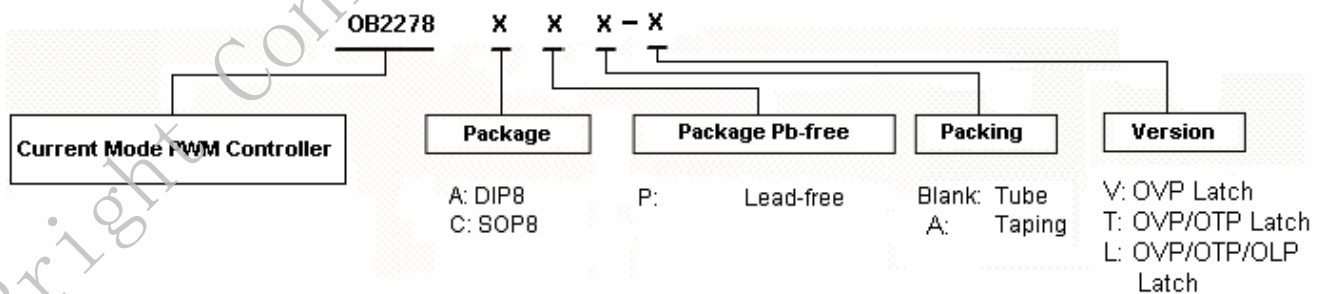 OB2278 X X X - X
Current Mode PWM Controller
Package
Package Pb-free
Packing
Version
A: DIP8
C: SOP8
P: Lead-free
Blank: Tube
A: Taping
V: OVP Latch
T: OVP/OTP Latch
L: OVP/OTP/OLP
Latch